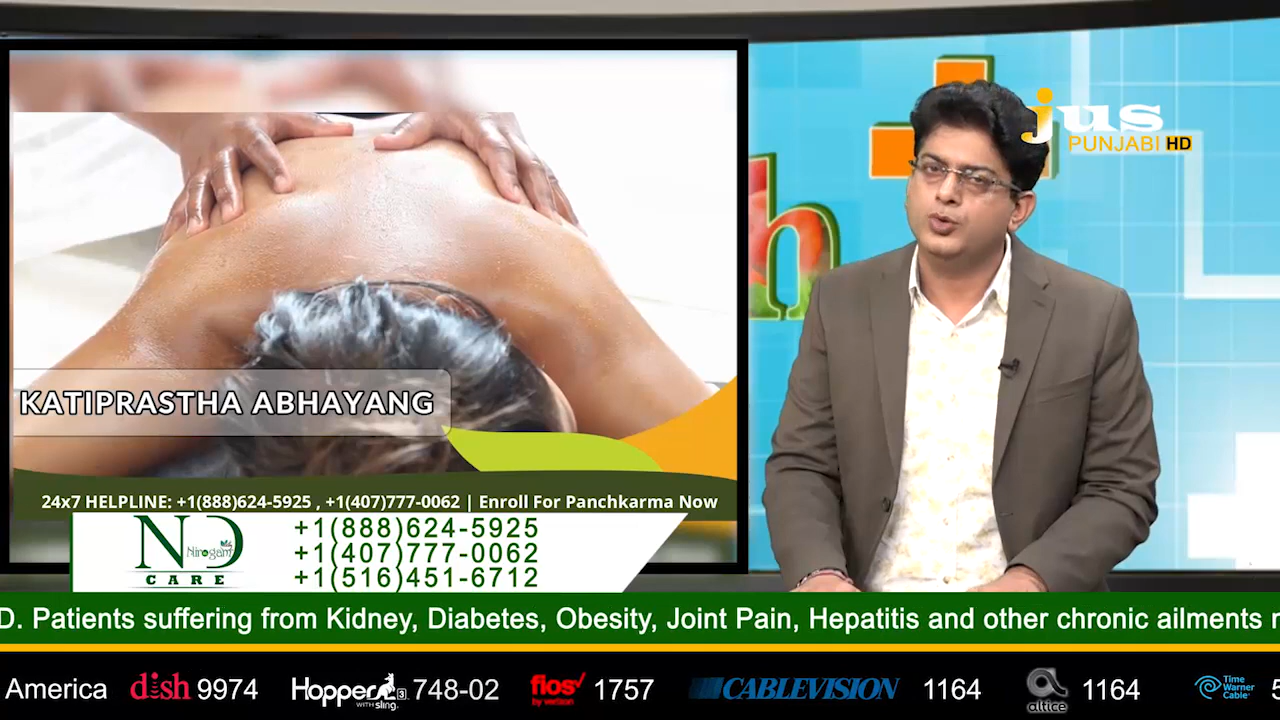 jus
PUNJABI HD
h
KATIPRASTHA ABHAYANG
24x7 HELPLINE: +1(888)624-5925 , +1(407)777-0062 | Enroll For Panchkarma Now
ND
Nirogam
CARE
+1(888)624-5925
+1(407)777-0062
+1(516)451-6712
D. Patients suffering from Kidney, Diabetes, Obesity, Joint Pain, Hepatitis and other chronic ailments
America dish 9974 Hopper 3 WITH sling. 748-02 fios by verizon 1757 CABLEVISION 1164 altice 1164 Time Warner Cable 5